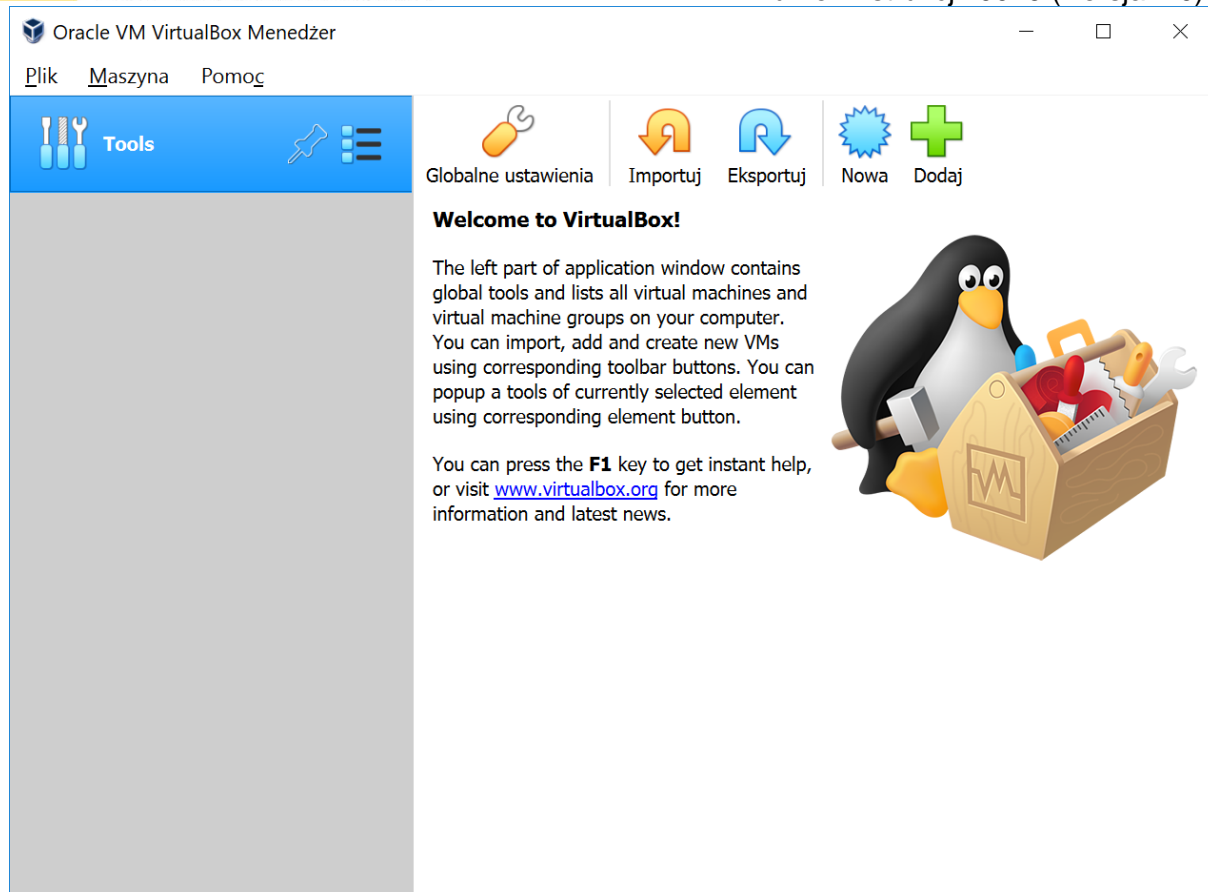 Oracle VM VirtualBox Menedżer
Plik Maszyna Pomoc
Tools
Globalne ustawienia Importuj Eksportuj Nowa Dodaj
Welcome to VirtualBox!
The left part of application window contains
global tools and lists all virtual machines and
virtual machine groups on your computer.
You can import, add and create new VMs
using corresponding toolbar buttons. You can
popup a tools of currently selected element
using corresponding element button.
You can press the F1 key to get instant help,
or visit www.virtualbox.org for more
information and latest news.
VM